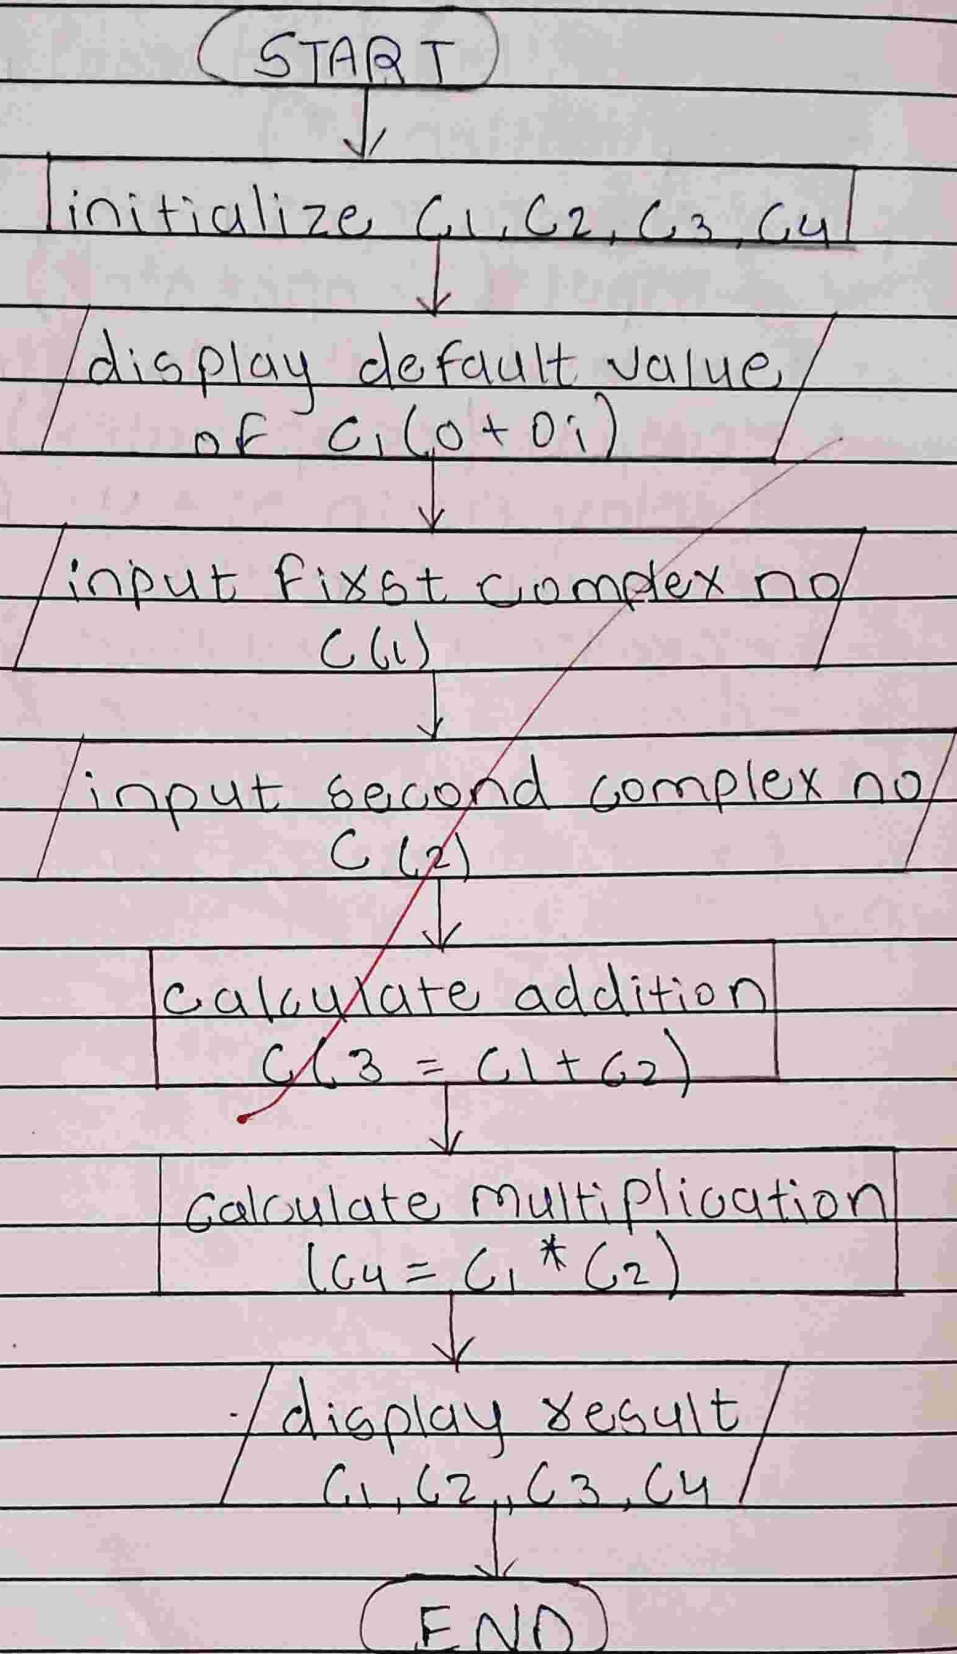 START
initialize C1, C2, C3, C4
display default value
of C1(0+0i)
input first complex no
C(1)
input second complex no
C(2)
calculate addition
C(3 = C1+C2)
calculate multiplication
(C4 = C1 * C2)
display result
C1, C2, C3, C4
END